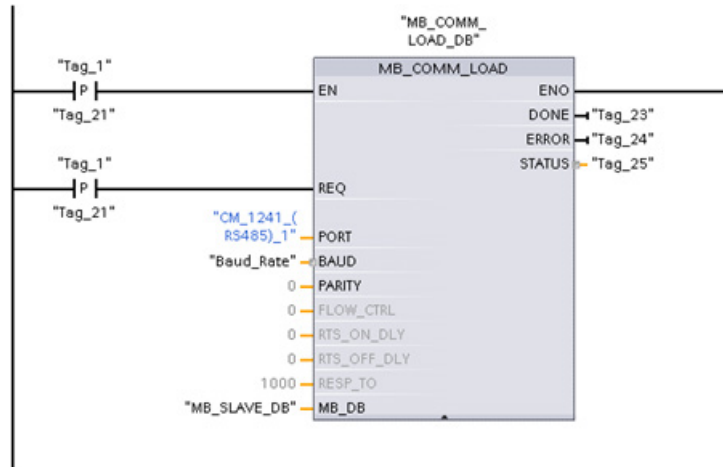 "MB_COMM_
LOAD_DB"
"Tag_1"
P
"Tag_21"
MB_COMM_LOAD
EN
ENO
DONE
"Tag_23"
ERROR
"Tag_24"
STATUS
"Tag_25"
"Tag_1"
P
"Tag_21"
REQ
"CM_1241_(
RS485)_1"
PORT
"Baud_Rate"
BAUD
0
PARITY
0
FLOW_CTRL
0
RTS_ON_DLY
0
RTS_OFF_DLY
1000
RESP_TO
"MB_SLAVE_DB"
MB_DB